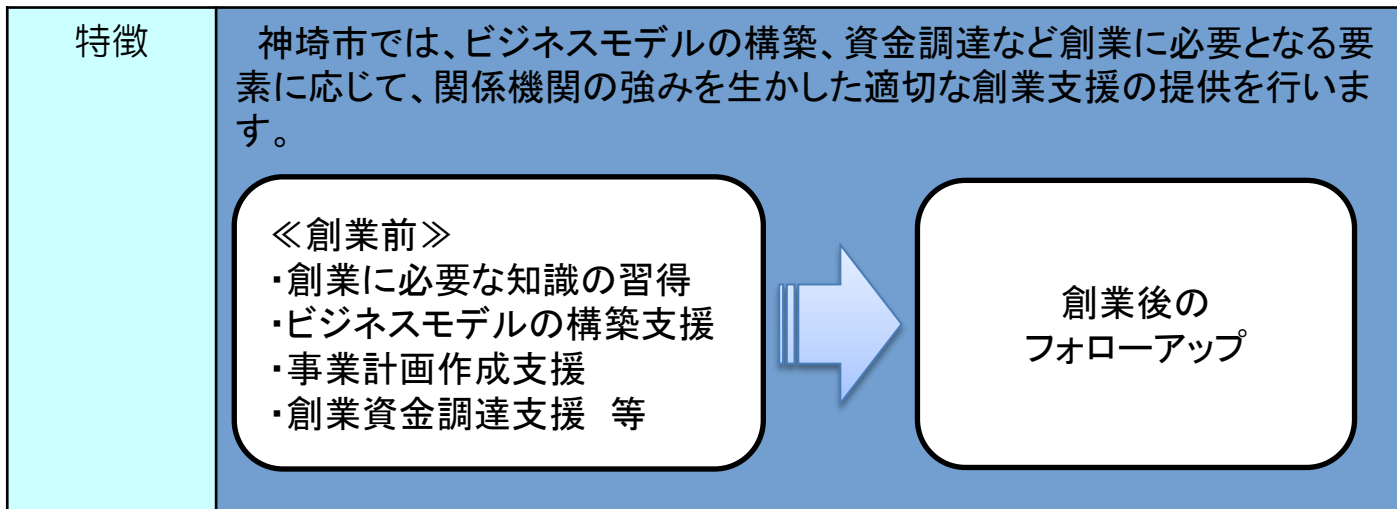 特徴
　神埼市では、ビジネスモデルの構築、資金調達など創業に必要となる要
素に応じて、関係機関の強みを生かした適切な創業支援の提供を行いま
す。
≪創業前≫
・創業に必要な知識の習得
・ビジネスモデルの構築支援
・事業計画作成支援
・創業資金調達支援　等
創業後の
フォローアップ